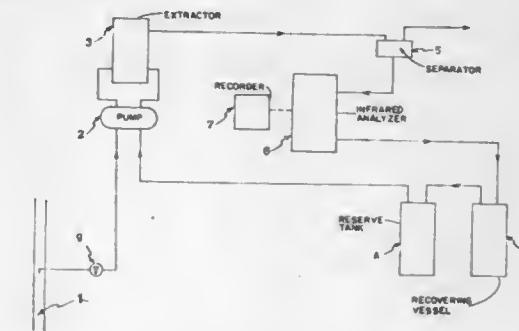 EXTRACTOR
3
5
SEPARATOR
RECORDER
7
INFRARED
ANALYZER
6
PUMP
2
RESERVE
TANK
4
9
1
RECOVERING
VESSEL